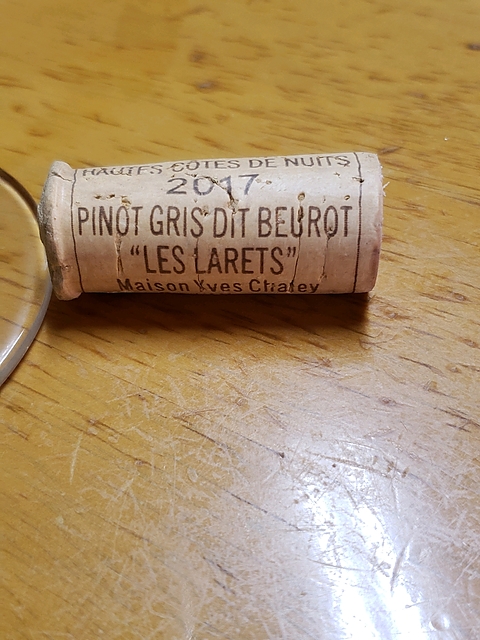 HAUTES-COTES DE NUITS
2017
PINOT GRIS DIT BEUROT
"LES LARETS"
Maison Yves Chaley